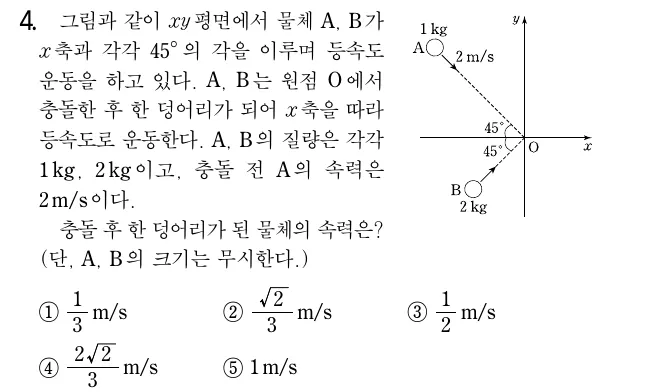 4. 그림과 같이 xy평면에서 물체 A, B가
x축과 각각 45°의 각을 이루며 등속도
운동을 하고 있다. A, B는 원점 O에서
충돌한 후 한 덩어리가 되어 x축을 따라
등속도로 운동한다. A, B의 질량은 각각
1kg, 2kg이고, 충돌 전 A의 속력은
2m/s이다.
충돌 후 한 덩어리가 된 물체의 속력은?
(단, A, B의 크기는 무시한다.)
y
1kg
A
2m/s
45°
45°
O
x
B
2kg
① 1/3 m/s ② √2/3 m/s ③ 1/2 m/s
④ 2√2/3 m/s ⑤ 1m/s